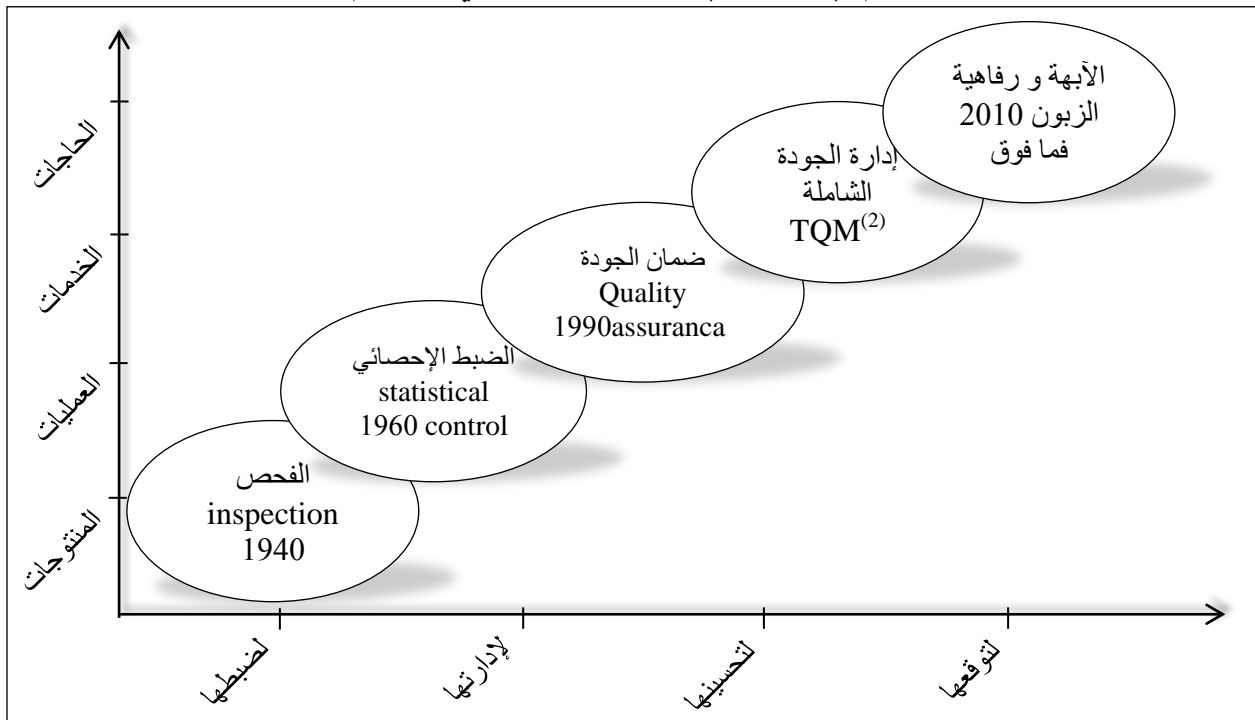 الآبهة و رفاهية
الزبون 2010
فما فوق
إدارة الجودة
الشاملة
TQM(2)
ضمان الجودة
Quality
1990assuranca
الضبط الإحصائي
statistical
1960 control
الفحص
inspection
1940
الحاجات
الخدمات
العمليات
المنتوجات
لضبطها
لإدارتها
لتحسينها
لتوقعها